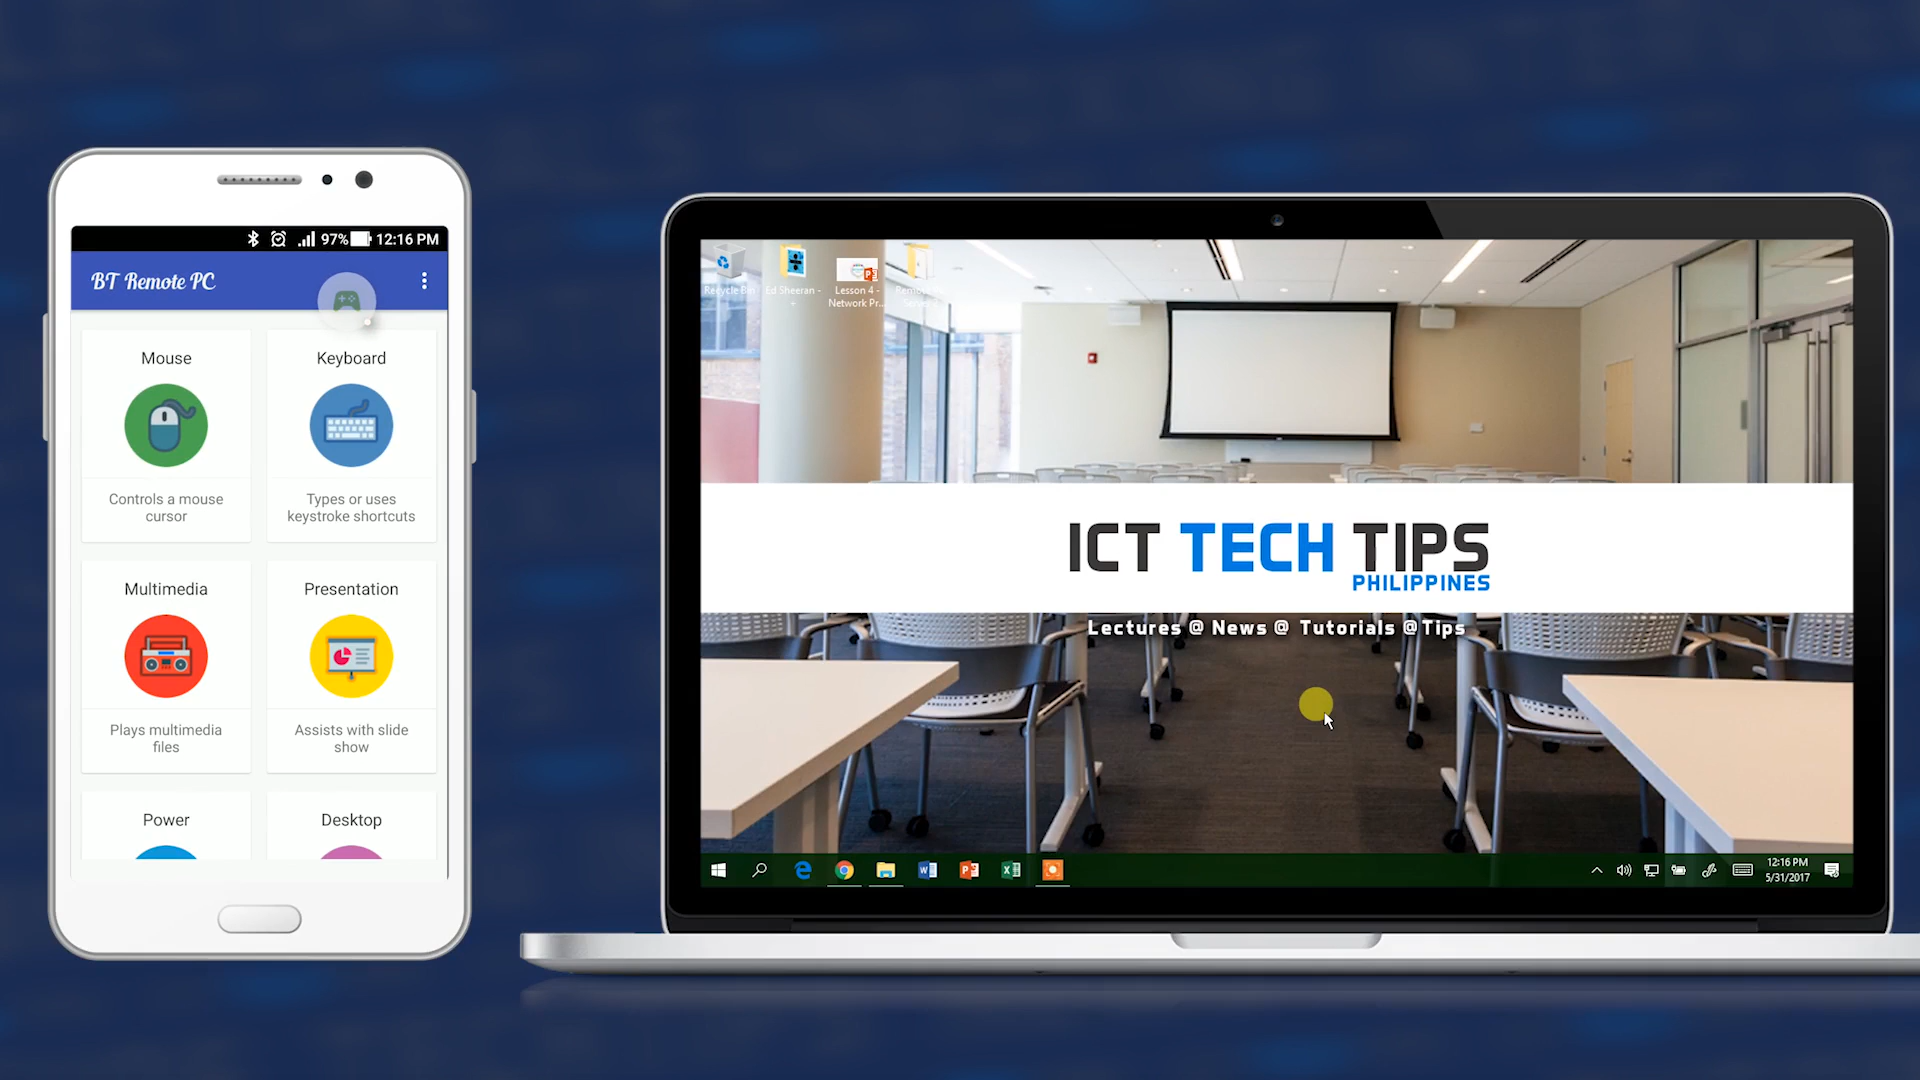 97% 12:16 PM
BT Remote PC
Mouse
Controls a mouse
cursor
Keyboard
Types or uses
keystroke shortcuts
Multimedia
Plays multimedia
files
Presentation
Assists with slide
show
Power
Desktop
Recycle Bin
Ed Sheeran -
+
Lesson 4 -
Network Pr...
ICT TECH TIPS
PHILIPPINES
Lectures @ News @ Tutorials @Tips
12:16 PM
5/31/2017